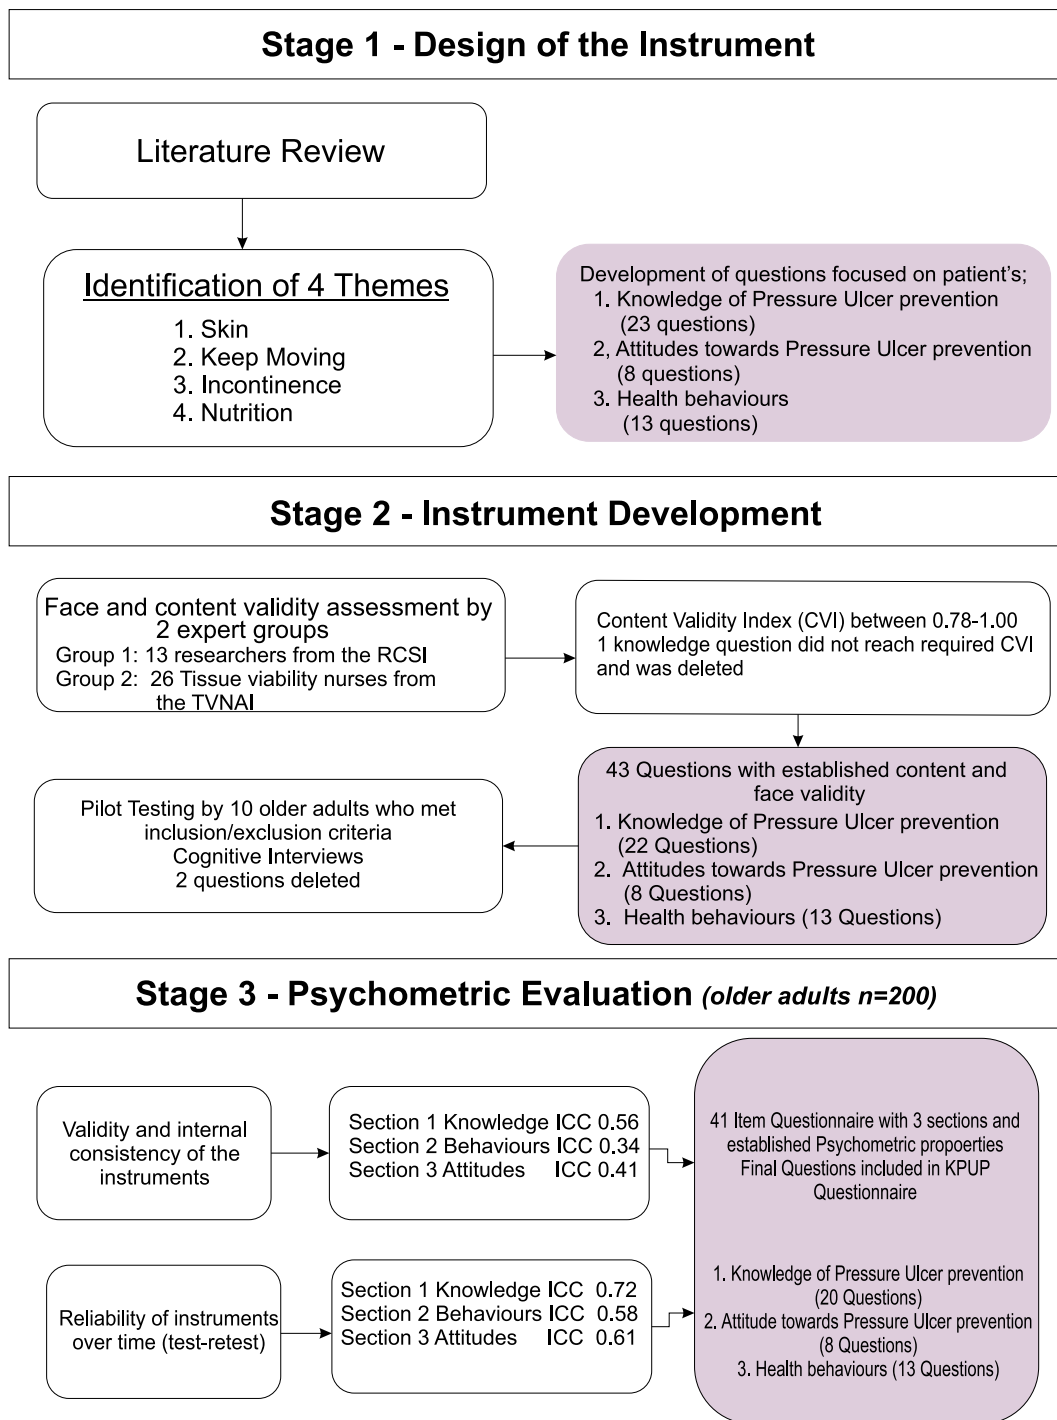 Stage 1 - Design of the Instrument
Literature Review
Identification of 4 Themes
1. Skin
2. Keep Moving
3. Incontinence
4. Nutrition
Development of questions focused on patient's;
1. Knowledge of Pressure Ulcer prevention
(23 questions)
2, Attitudes towards Pressure Ulcer prevention
(8 questions)
3. Health behaviours
(13 questions)
Stage 2 - Instrument Development
Face and content validity assessment by
2 expert groups
Group 1: 13 researchers from the RCSI
Group 2: 26 Tissue viability nurses from
the TVNAI
Content Validity Index (CVI) between 0.78-1.00
1 knowledge question did not reach required CVI
and was deleted
43 Questions with established content and
face validity
1. Knowledge of Pressure Ulcer prevention
(22 Questions)
2. Attitudes towards Pressure Ulcer prevention
(8 Questions)
3. Health behaviours (13 Questions)
Pilot Testing by 10 older adults who met
inclusion/exclusion criteria
Cognitive Interviews
2 questions deleted
Stage 3 - Psychometric Evaluation (older adults n=200)
Validity and internal
consistency of the
instruments
Section 1 Knowledge ICC 0.56
Section 2 Behaviours ICC 0.34
Section 3 Attitudes ICC 0.41
Reliability of instruments
over time (test-retest)
Section 1 Knowledge ICC 0.72
Section 2 Behaviours ICC 0.58
Section 3 Attitudes ICC 0.61
41 Item Questionnaire with 3 sections and
established Psychometric propoerties
Final Questions included in KPUP
Questionnaire
1. Knowledge of Pressure Ulcer prevention
(20 Questions)
2. Attitude towards Pressure Ulcer prevention
(8 Questions)
3. Health behaviours (13 Questions)